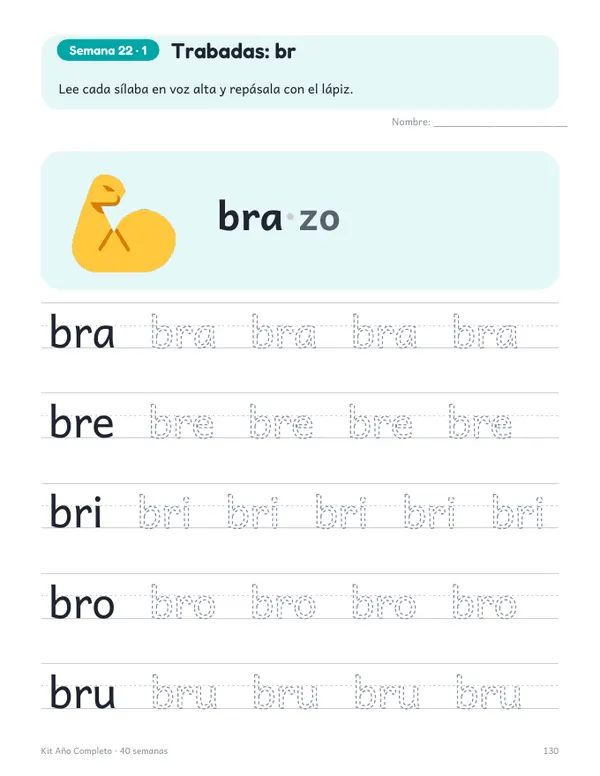 Semana 22 · 1 Trabadas: br
Lee cada sílaba en voz alta y repásala con el lápiz.
Nombre: ____________________
bra·zo
bra bra bra bra bra
bre bre bre bre bre
bri bri bri bri bri bri
bro bro bro bro bro
bru bru bru bru bru
Kit Año Completo · 40 semanas 130